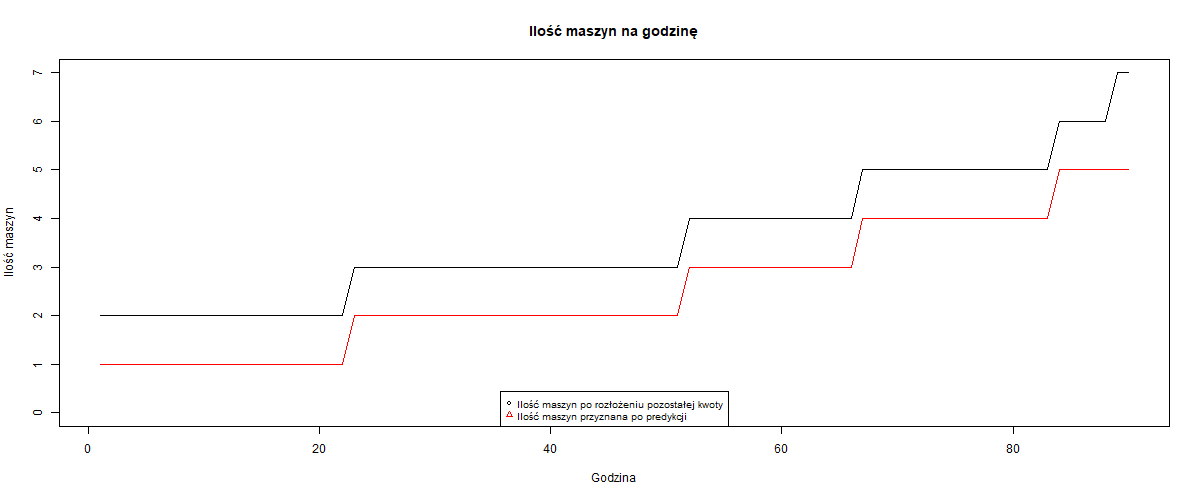 Ilość maszyn na godzinę
Ilość maszyn
7
6
5
4
3
2
1
0
Ilość maszyn po rozłożeniu pozostałej kwoty
Ilość maszyn przyznana po predykcji
0 20 40 60 80
Godzina